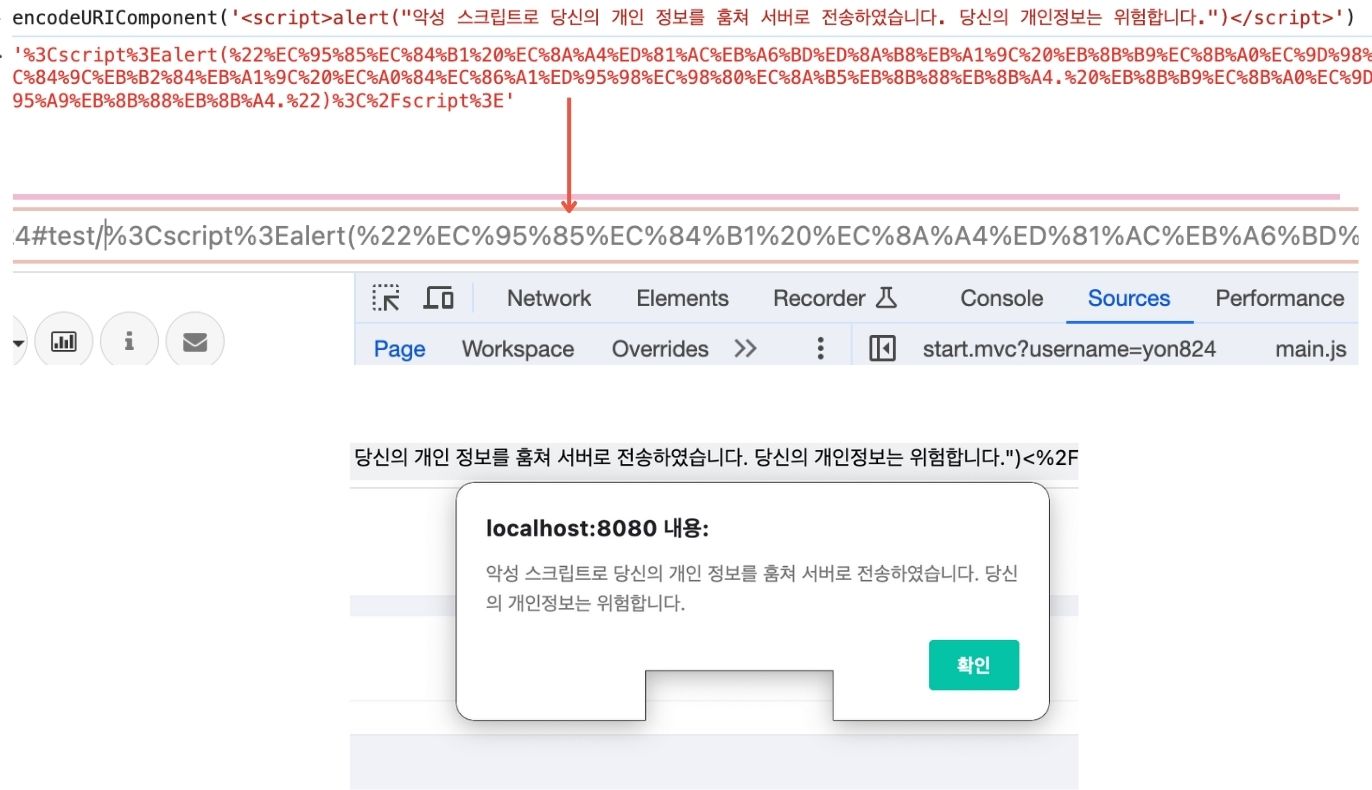 encodeURIComponent('<script>alert("악성 스크립트로 당신의 개인 정보를 훔쳐 서버로 전송하였습니다. 당신의 개인정보는 위험합니다.")</script>')
'%3Cscript%3Ealert(%22%EC%95%85%EC%84%B1%20%EC%8A%A4%ED%81%AC%EB%A6%BD%ED%8A%B8%EB%A1%9C%20%EB%8B%B9%EC%8B%A0%EC%9D%98%
C%84%9C%EB%B2%84%EB%A1%9C%20%EC%A0%84%EC%86%A1%ED%95%98%EC%98%80%EC%8A%B5%EB%8B%88%EB%8B%A4.%20%EB%8B%B9%EC%8B%A0%EC%9D
95%A9%EB%8B%88%EB%8B%A4.%22)%3C%2Fscript%3E'
4#test/%3Cscript%3Ealert(%22%EC%95%85%EC%84%B1%20%EC%8A%A4%ED%81%AC%EB%A6%BD%
Network Elements Recorder Console Sources Performance
Page Workspace Overrides start.mvc?username=yon824 main.js
당신의 개인 정보를 훔쳐 서버로 전송하였습니다. 당신의 개인정보는 위험합니다.")<%2F
localhost:8080 내용:
악성 스크립트로 당신의 개인 정보를 훔쳐 서버로 전송하였습니다. 당신
의 개인정보는 위험합니다.
확인